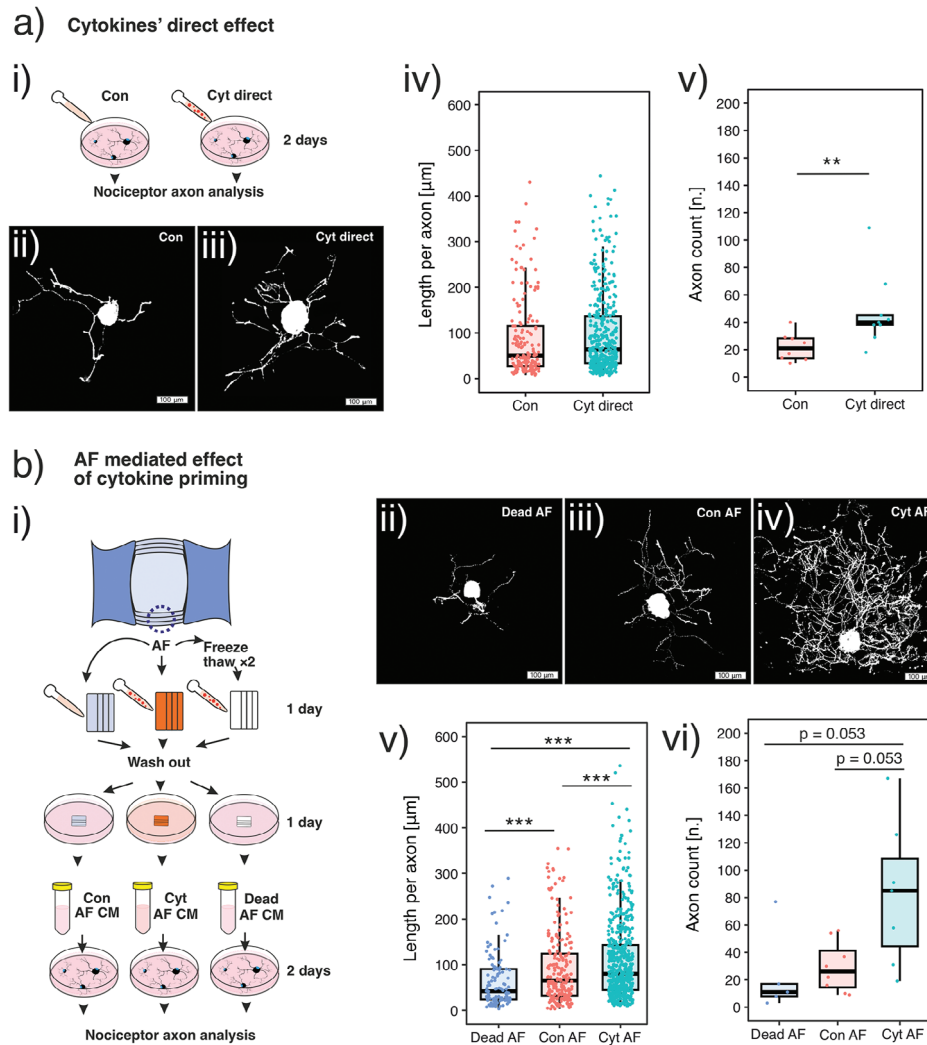 a) Cytokines' direct effect
i)
Con
Cyt direct
2 days
Nociceptor axon analysis
ii)
Con
100 µm
iii)
Cyt direct
100 µm
iv)
Length per axon [µm]
600
500
400
300
200
100
0
Con
Cyt direct
v)
Axon count [n.]
200
180
160
140
120
100
80
60
40
20
0
**
Con
Cyt direct
b) AF mediated effect
of cytokine priming
i)
AF
Freeze
thaw ×2
1 day
Wash out
1 day
Con
AF CM
Cyt
AF CM
Dead
AF CM
2 days
Nociceptor axon analysis
ii)
Dead AF
100 µm
iii)
Con AF
100 µm
iv)
Cyt AF
100 µm
v)
Length per axon [µm]
600
500
400
300
200
100
0
***
***
***
Dead AF
Con AF
Cyt AF
vi)
Axon count [n.]
200
180
160
140
120
100
80
60
40
20
0
p = 0.053
p = 0.053
Dead AF
Con AF
Cyt AF